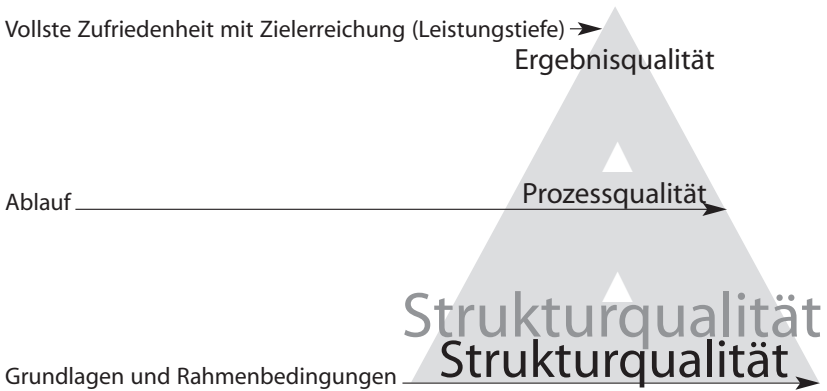 Vollste Zufriedenheit mit Zielerreichung (Leistungstiefe)
Ergebnisqualität
Ablauf
Prozessqualität
Strukturqualität
Strukturqualität
Grundlagen und Rahmenbedingungen